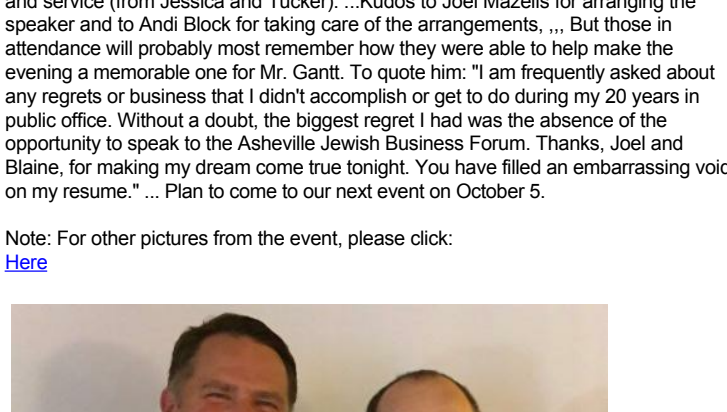 and service (from Jessica and Tucker). ...Kudos to Joel Mazelis for arranging the
speaker and to Andi Block for taking care of the arrangements, ,,, But those in
attendance will probably most remember how they were able to help make the
evening a memorable one for Mr. Gantt. To quote him: "I am frequently asked about
any regrets or business that I didn't accomplish or get to do during my 20 years in
public office. Without a doubt, the biggest regret I had was the absence of the
opportunity to speak to the Asheville Jewish Business Forum. Thanks, Joel and
Blaine, for making my dream come true tonight. You have filled an embarrassing void
on my resume." ... Plan to come to our next event on October 5.
Note: For other pictures from the event, please click:
Here